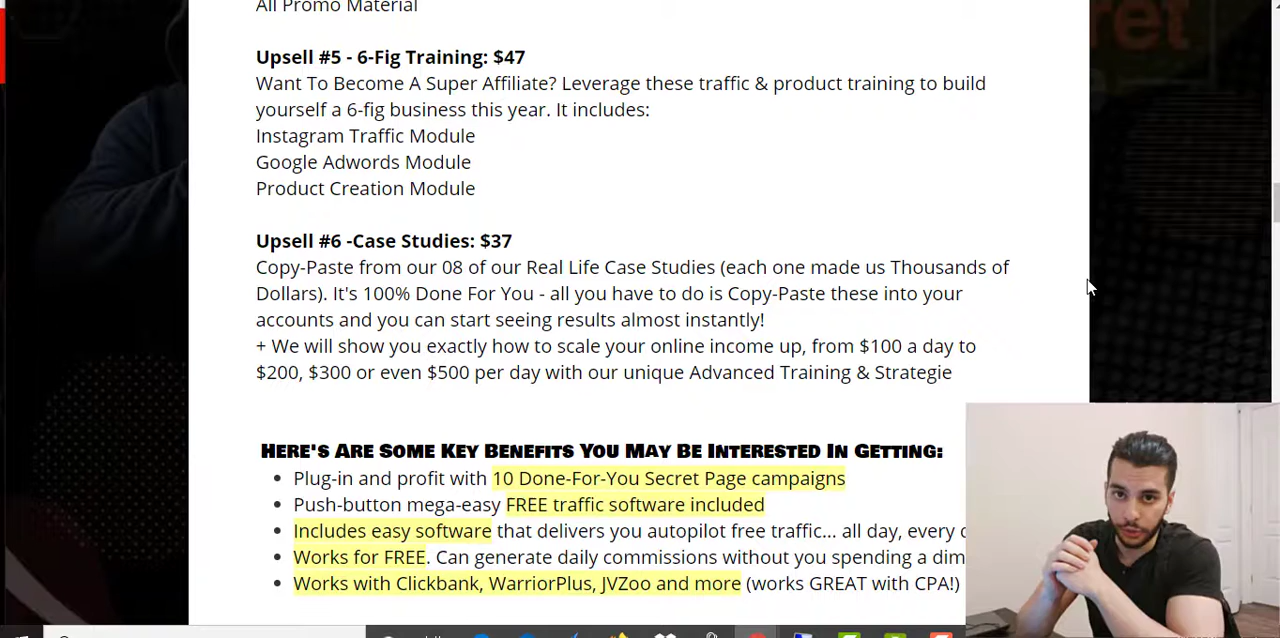 All Promo Material
ret
Upsell #5 - 6-Fig Training: $47
Want To Become A Super Affiliate? Leverage these traffic & product training to build
yourself a 6-fig business this year. It includes:
Instagram Traffic Module
Google Adwords Module
Product Creation Module
Upsell #6 -Case Studies: $37
Copy-Paste from our 08 of our Real Life Case Studies (each one made us Thousands of
Dollars). It's 100% Done For You - all you have to do is Copy-Paste these into your
accounts and you can start seeing results almost instantly!
+ We will show you exactly how to scale your online income up, from $100 a day to
$200, $300 or even $500 per day with our unique Advanced Training & Strategie
Here's Are Some Key Benefits You May Be Interested In Getting:
Plug-in and profit with 10 Done-For-You Secret Page campaigns
Push-button mega-easy FREE traffic software included
Includes easy software that delivers you autopilot free traffic... all day, every
Works for FREE. Can generate daily commissions without you spending a dim
Works with Clickbank, WarriorPlus, JVZoo and more (works GREAT with CPA!)